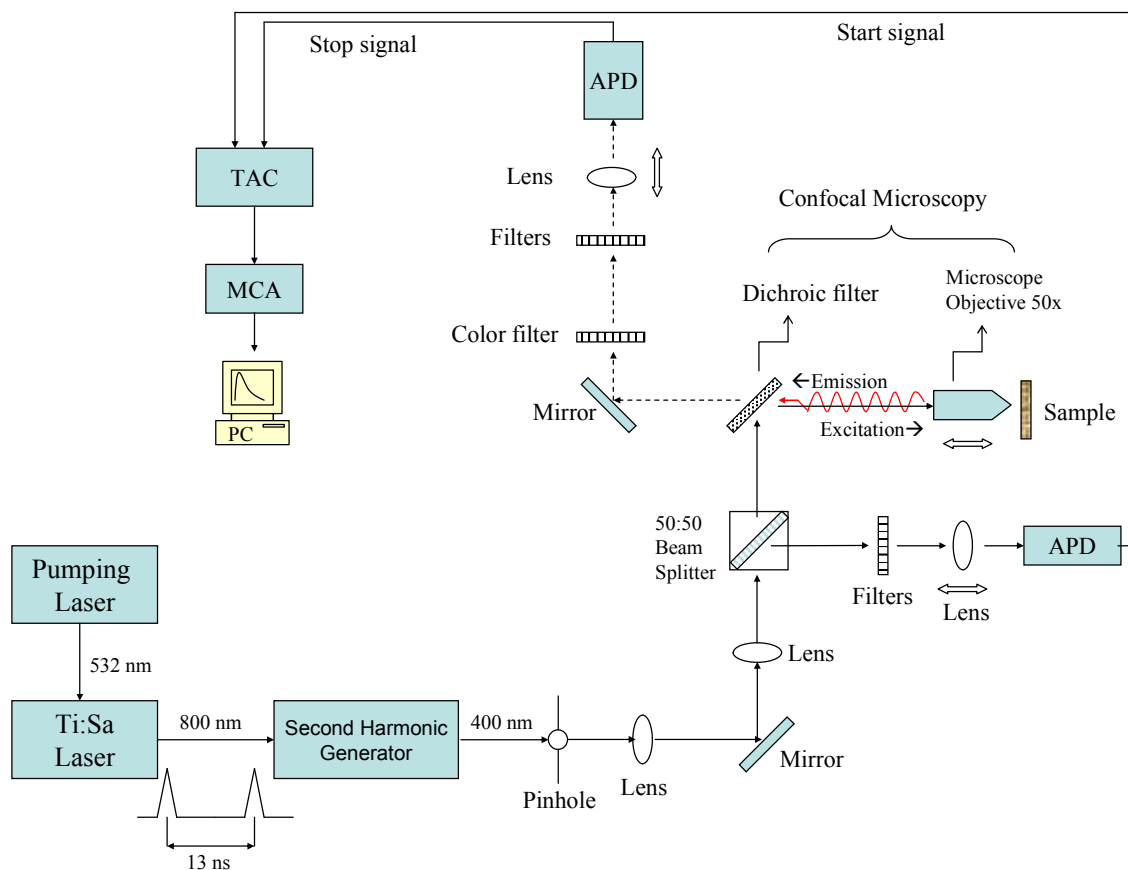 Stop signal
Start signal
APD
TAC
Lens
Confocal Microscopy
Filters
MCA
Dichroic filter
Microscope
Objective 50x
Color filter
←Emission
Mirror
Excitation→
Sample
PC
50:50
Beam
Splitter
APD
Filters
Lens
Pumping
Laser
532 nm
Lens
Ti:Sa
Laser
800 nm
Second Harmonic
Generator
400 nm
Mirror
Lens
Pinhole
13 ns